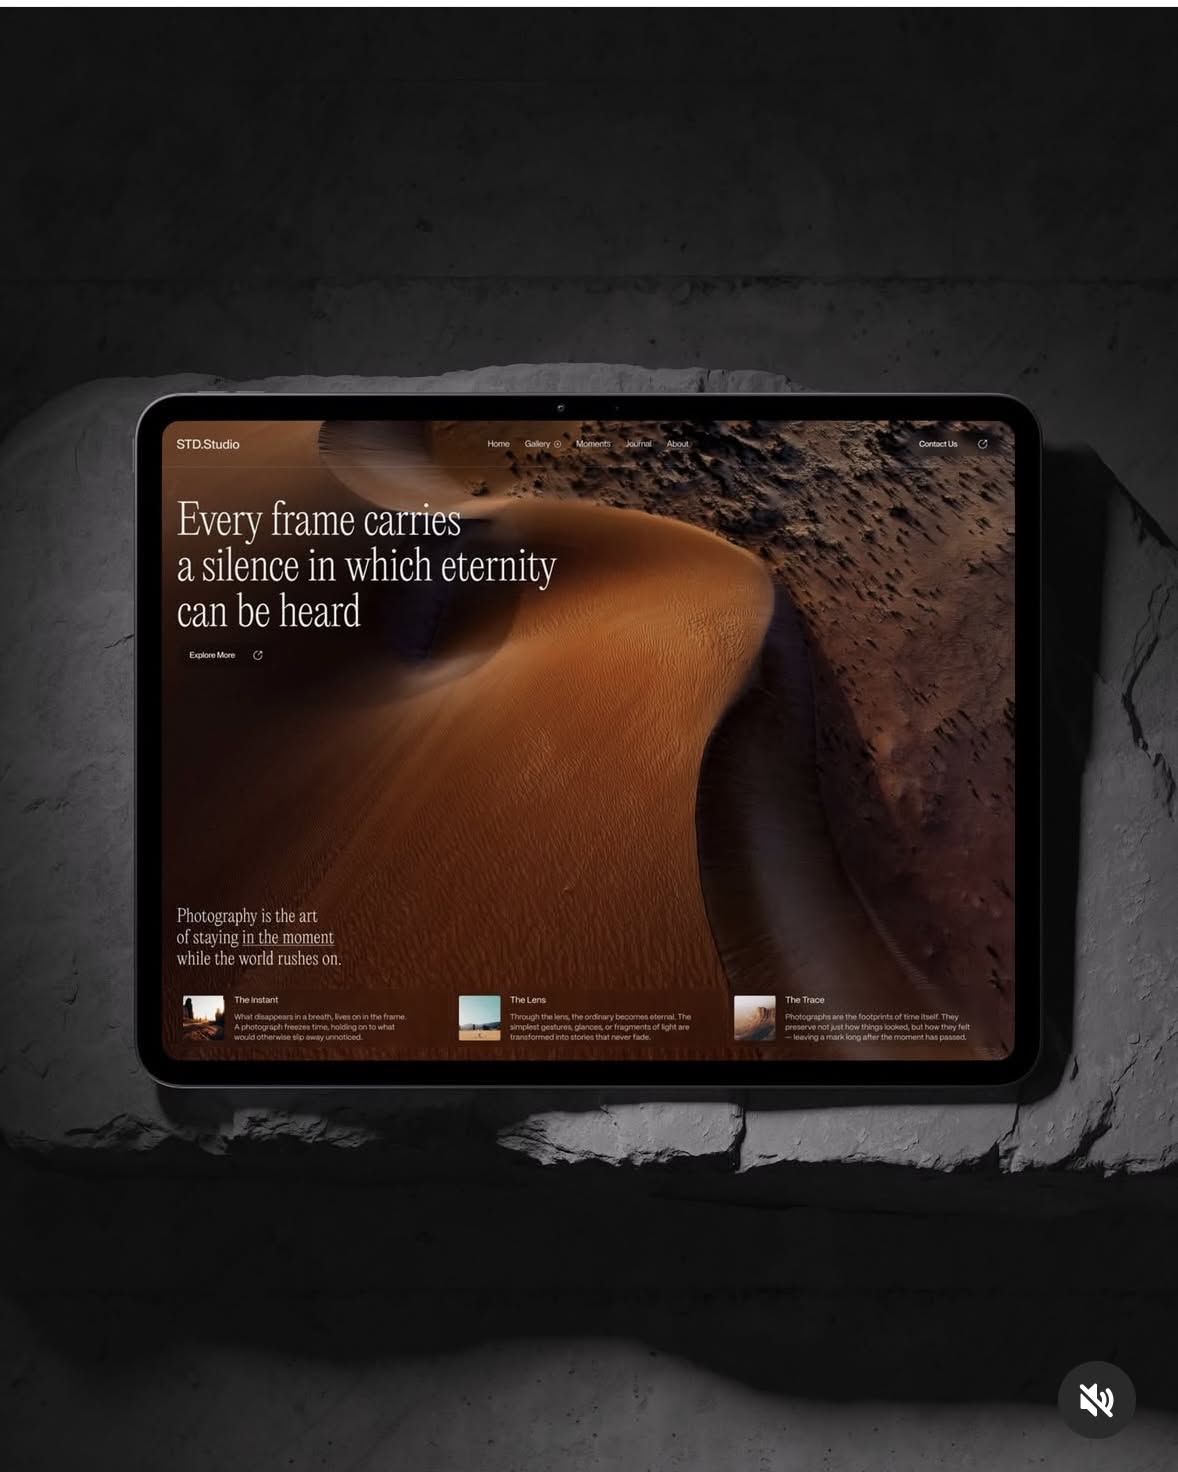 STD.Studio
Home Gallery Moments Journal About
Contact Us
Every frame carries
a silence in which eternity
can be heard
Explore More
Photography is the art
of staying in the moment
while the world rushes on.
The Instant
What disappears in a breath, lives on in the frame.
A photograph freezes time, holding on to what
would otherwise slip away unnoticed.
The Lens
Through the lens, the ordinary becomes eternal. The
simplest gestures, glances, or fragments of light are
transformed into stories that never fade.
The Trace
Photographs are the footprints of time itself. They
preserve not just how things looked, but how they felt
— leaving a mark long after the moment has passed.